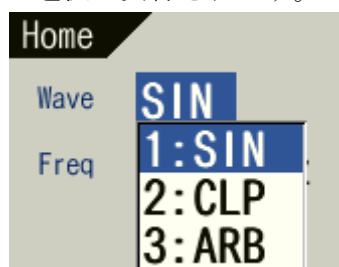 Home
Wave SIN
1:SIN
Freq
2:CLP
3:ARB